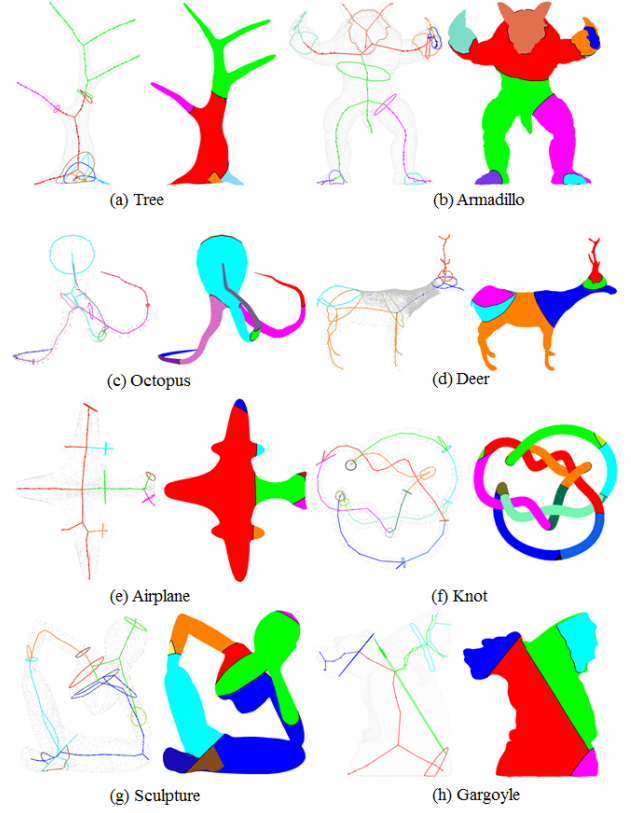 (a) Tree
(b) Armadillo
(c) Octopus
(d) Deer
(e) Airplane
(f) Knot
(g) Sculpture
(h) Gargoyle